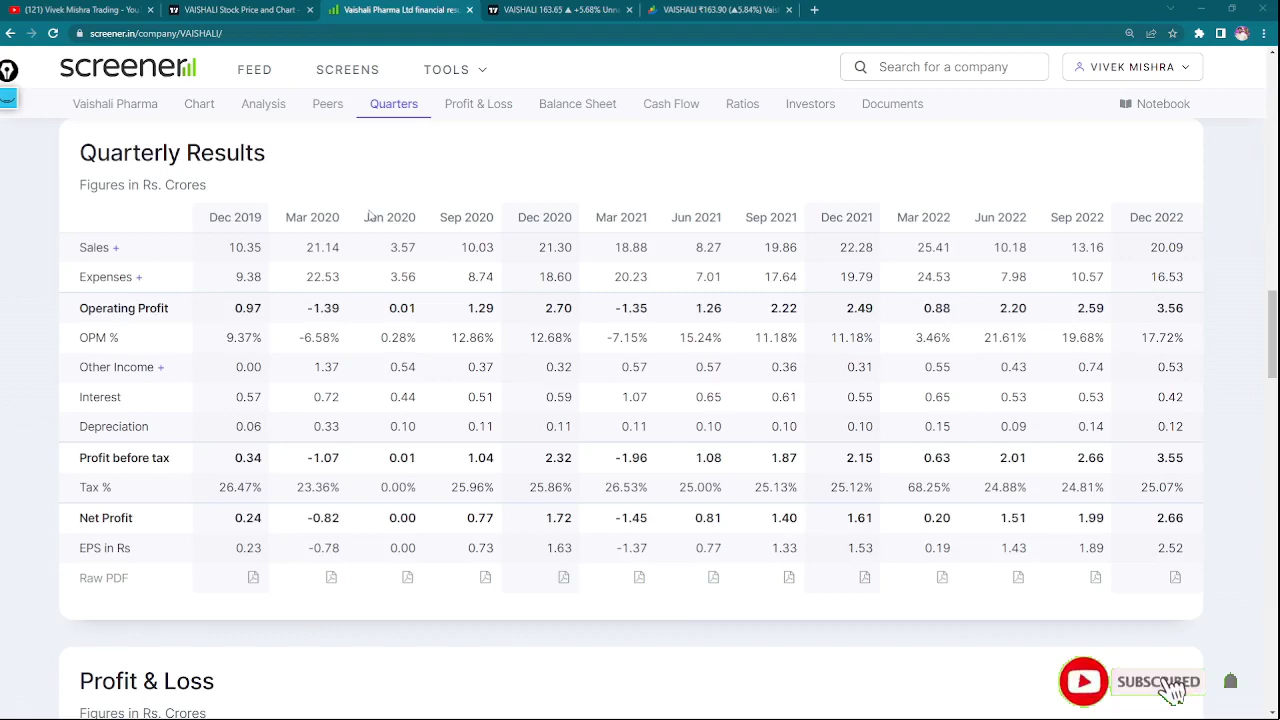 (121) Vivek Mishra Trading - You
VAISHALI Stock Price and Chart -
Vaishali Pharma Ltd financial res
VAISHALI 163.65 ▲ +5.68% Unn
VAISHALI ₹163.90 (▲5.84%) Vais
screener.in/company/VAISHALI/
screener
FEED
SCREENS
TOOLS
Search for a company
VIVEK MISHRA
Vaishali Pharma Chart Analysis Peers Quarters Profit & Loss Balance Sheet Cash Flow Ratios Investors Documents Notebook
Quarterly Results
Figures in Rs. Crores
Dec 2019 Mar 2020 Jun 2020 Sep 2020 Dec 2020 Mar 2021 Jun 2021 Sep 2021 Dec 2021 Mar 2022 Jun 2022 Sep 2022 Dec 2022
Sales + 10.35 21.14 3.57 10.03 21.30 18.88 8.27 19.86 22.28 25.41 10.18 13.16 20.09
Expenses + 9.38 22.53 3.56 8.74 18.60 20.23 7.01 17.64 19.79 24.53 7.98 10.57 16.53
Operating Profit 0.97 -1.39 0.01 1.29 2.70 -1.35 1.26 2.22 2.49 0.88 2.20 2.59 3.56
OPM % 9.37% -6.58% 0.28% 12.86% 12.68% -7.15% 15.24% 11.18% 11.18% 3.46% 21.61% 19.68% 17.72%
Other Income + 0.00 1.37 0.54 0.37 0.32 0.57 0.57 0.36 0.31 0.55 0.43 0.74 0.53
Interest 0.57 0.72 0.44 0.51 0.59 1.07 0.65 0.61 0.55 0.65 0.53 0.53 0.42
Depreciation 0.06 0.33 0.10 0.11 0.11 0.11 0.10 0.10 0.10 0.15 0.09 0.14 0.12
Profit before tax 0.34 -1.07 0.01 1.04 2.32 -1.96 1.08 1.87 2.15 0.63 2.01 2.66 3.55
Tax % 26.47% 23.36% 0.00% 25.96% 25.86% 26.53% 25.00% 25.13% 25.12% 68.25% 24.88% 24.81% 25.07%
Net Profit 0.24 -0.82 0.00 0.77 1.72 -1.45 0.81 1.40 1.61 0.20 1.51 1.99 2.66
EPS in Rs 0.23 -0.78 0.00 0.73 1.63 -1.37 0.77 1.33 1.53 0.19 1.43 1.89 2.52
Raw PDF
Profit & Loss
Figures in Rs. Crores
SUBSCRIBED